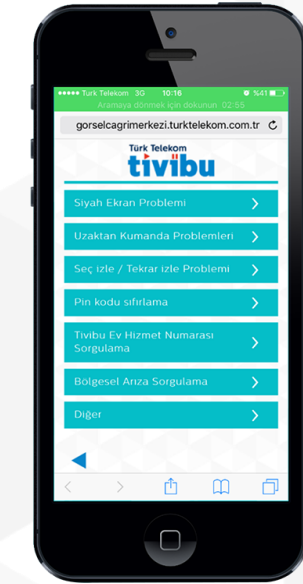 Turk Telekom 3G 10:16 %41
Aramaya dönmek için dokunun 02:55
gorselcagrimerkezi.turktelekom.com.tr
Türk Telekom
tivibu
Siyah Ekran Problemi
Uzaktan Kumanda Problemleri
Seç izle / Tekrar izle Problemi
Pin kodu sıfırlama
Tivibu Ev Hizmet Numarası
Sorgulama
Bölgesel Arıza Sorgulama
Diğer